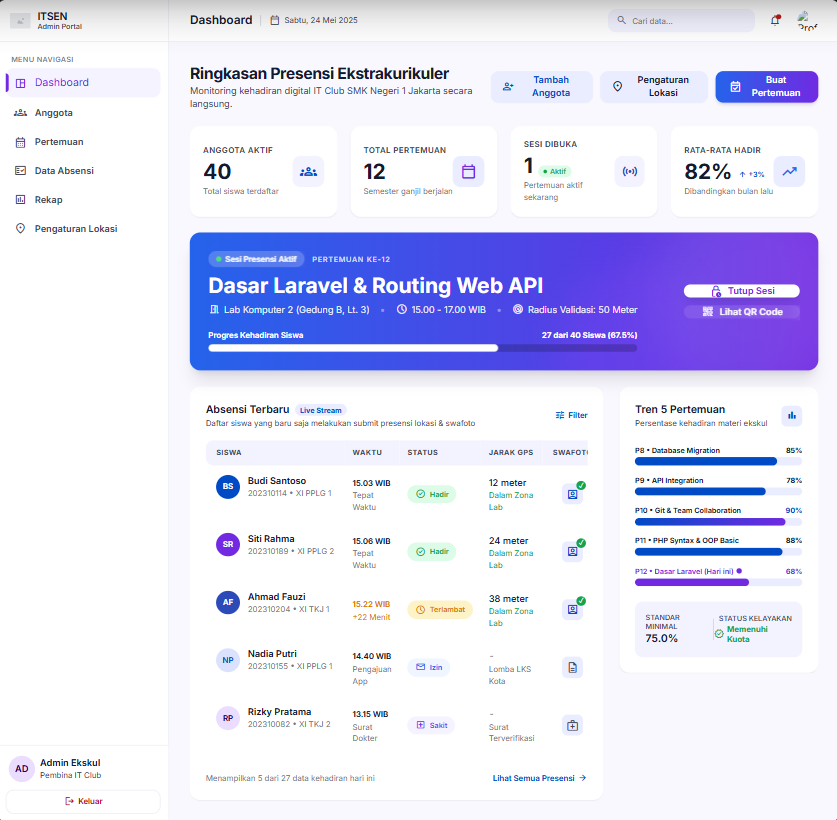 ITSEN
Admin Portal
MENU NAVIGASI
Dashboard
Anggota
Pertemuan
Data Absensi
Rekap
Pengaturan Lokasi
AD
Admin Ekskul
Pembina IT Club
Keluar
Dashboard
Sabtu, 24 Mei 2025
Cari data...
Ringkasan Presensi Ekstrakurikuler
Monitoring kehadiran digital IT Club SMK Negeri 1 Jakarta secara
langsung.
Tambah
Anggota
Pengaturan
Lokasi
Buat
Pertemuan
ANGGOTA AKTIF
40
Total siswa terdaftar
TOTAL PERTEMUAN
12
Semester ganjil berjalan
SESI DIBUKA
1 Aktif
Pertemuan aktif
sekarang
RATA-RATA HADIR
82% ↑ +3%
Dibandingkan bulan lalu
Sesi Presensi Aktif PERTEMUAN KE-12
Dasar Laravel & Routing Web API
Lab Komputer 2 (Gedung B, Lt. 3) • 15.00 - 17.00 WIB • Radius Validasi: 50 Meter
Progres Kehadiran Siswa 27 dari 40 Siswa (67.5%)
Tutup Sesi
Lihat QR Code
Absensi Terbaru Live Stream
Daftar siswa yang baru saja melakukan submit presensi lokasi & swafoto
Filter
SISWA WAKTU STATUS JARAK GPS SWAFOT
BS
Budi Santoso
202310114 • XI PPLG 1
15.03 WIB
Tepat
Waktu
Hadir
12 meter
Dalam Zona
Lab
SR
Siti Rahma
202310189 • XI PPLG 2
15.06 WIB
Tepat
Waktu
Hadir
24 meter
Dalam Zona
Lab
AF
Ahmad Fauzi
202310204 • XI TKJ 1
15.22 WIB
+22 Menit
Terlambat
38 meter
Dalam Zona
Lab
NP
Nadia Putri
202310155 • XI PPLG 1
14.40 WIB
Pengajuan
App
Izin
-
Lomba LKS
Kota
RP
Rizky Pratama
202310082 • XI TKJ 2
13.15 WIB
Surat
Dokter
Sakit
-
Surat
Terverifikasi
Menampilkan 5 dari 27 data kehadiran hari ini
Lihat Semua Presensi →
Tren 5 Pertemuan
Persentase kehadiran materi ekskul
P8 • Database Migration 85%
P9 • API Integration 78%
P10 • Git & Team Collaboration 90%
P11 • PHP Syntax & OOP Basic 88%
P12 • Dasar Laravel (Hari ini) 68%
STANDAR
MINIMAL
75.0%
STATUS KELAYAKAN
Memenuhi
Kuota